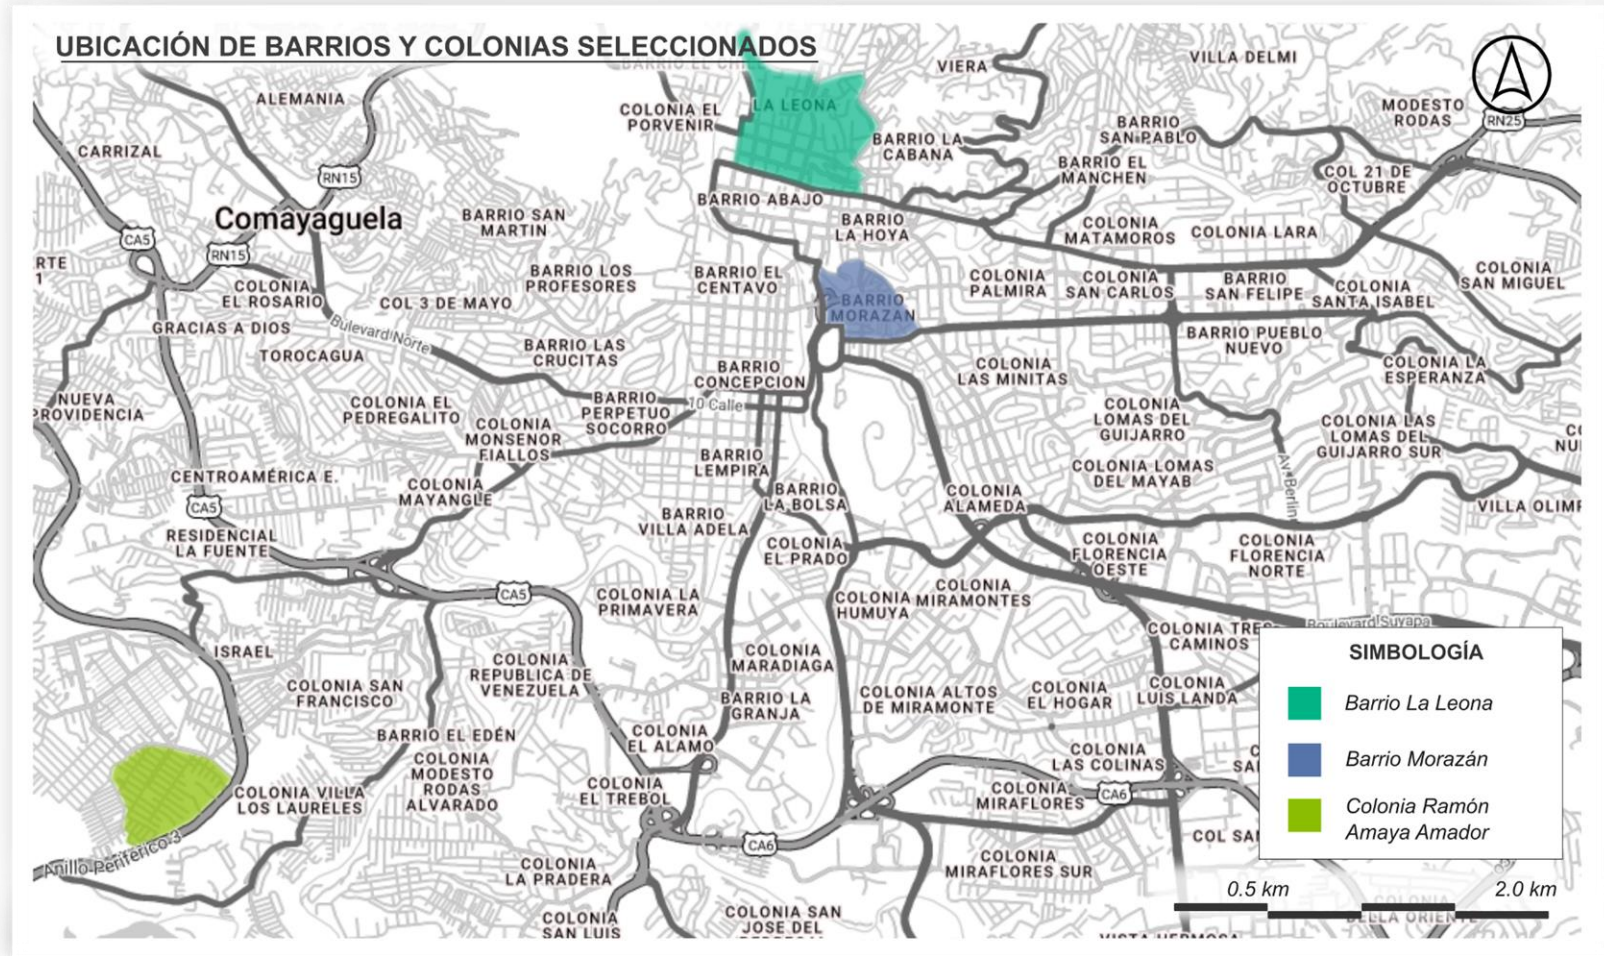 UBICACIÓN DE BARRIOS Y COLONIAS SELECCIONADOS
VIERA
VILLA DELMI
ALEMANIA
COLONIA EL
PORVENIR
LA LEONA
BARRIO LA
CABANA
BARRIO
SAN PABLO
MODESTO
RODAS
RN25
CARRIZAL
RN15
BARRIO EL
MANCHEN
COL 21 DE
OCTUBRE
Comayaguela
BARRIO SAN
MARTIN
BARRIO ABAJO
BARRIO
LA HOYA
COLONIA
MATAMOROS
COLONIA LARA
CA5
RN15
RTE
1
COLONIA
EL ROSARIO
COL 3 DE MAYO
BARRIO LOS
PROFESORES
BARRIO EL
CENTAVO
COLONIA
PALMIRA
COLONIA
SAN CARLOS
BARRIO
SAN FELIPE
COLONIA
SANTA ISABEL
COLONIA
SAN MIGUEL
BARRIO
MORAZAN
GRACIAS A DIOS
Bulevard Norte
TOROCAGUA
BARRIO LAS
CRUCITAS
BARRIO PUEBLO
NUEVO
BARRIO
CONCEPCION
COLONIA
LAS MINITAS
COLONIA LA
ESPERANZA
NUEVA
PROVIDENCIA
COLONIA EL
PEDREGALITO
COLONIA
MONSENOR
FIALLOS
BARRIO
PERPETUO
SOCORRO
10 Calle
COLONIA
LOMAS DEL
GUIJARRO
COLONIA LAS
LOMAS DEL
GUIJARRO SUR
CENTROAMÉRICA E.
COLONIA
MAYANGLE
BARRIO
LEMPIRA
COLONIA LOMAS
DEL MAYAB
Av Berlin
CA5
BARRIO
LA BOLSA
COLONIA
ALAMEDA
VILLA OLIMP
RESIDENCIAL
LA FUENTE
BARRIO
VILLA ADELA
COLONIA
EL PRADO
COLONIA
FLORENCIA
OESTE
COLONIA
FLORENCIA
NORTE
CA5
COLONIA LA
PRIMAVERA
COLONIA
HUMUYA
COLONIA
MIRAMONTES
Boulevard Suyapa
COLONIA TRES
CAMINOS
ISRAEL
COLONIA SAN
FRANCISCO
COLONIA
REPUBLICA DE
VENEZUELA
COLONIA
MARADIAGA
BARRIO LA
GRANJA
COLONIA ALTOS
DE MIRAMONTE
COLONIA
EL HOGAR
COLONIA
LUIS LANDA
BARRIO EL EDÉN
COLONIA
MODESTO
RODAS
ALVARADO
COLONIA
EL ALAMO
COLONIA
LAS COLINAS
COLONIA VILLA
LOS LAURELES
COLONIA
EL TREBOL
COLONIA
MIRAFLORES
CA6
COL SAN
Anillo Periférico 3
CA6
COLONIA
LA PRADERA
COLONIA
MIRAFLORES SUR
COLONIA
SAN LUIS
COLONIA SAN
JOSE DEL
SIMBOLOGÍA
Barrio La Leona
Barrio Morazán
Colonia Ramón
Amaya Amador
0.5 km
2.0 km
COLONIA
BELLA ORIENTE
VISTA HERMOSA